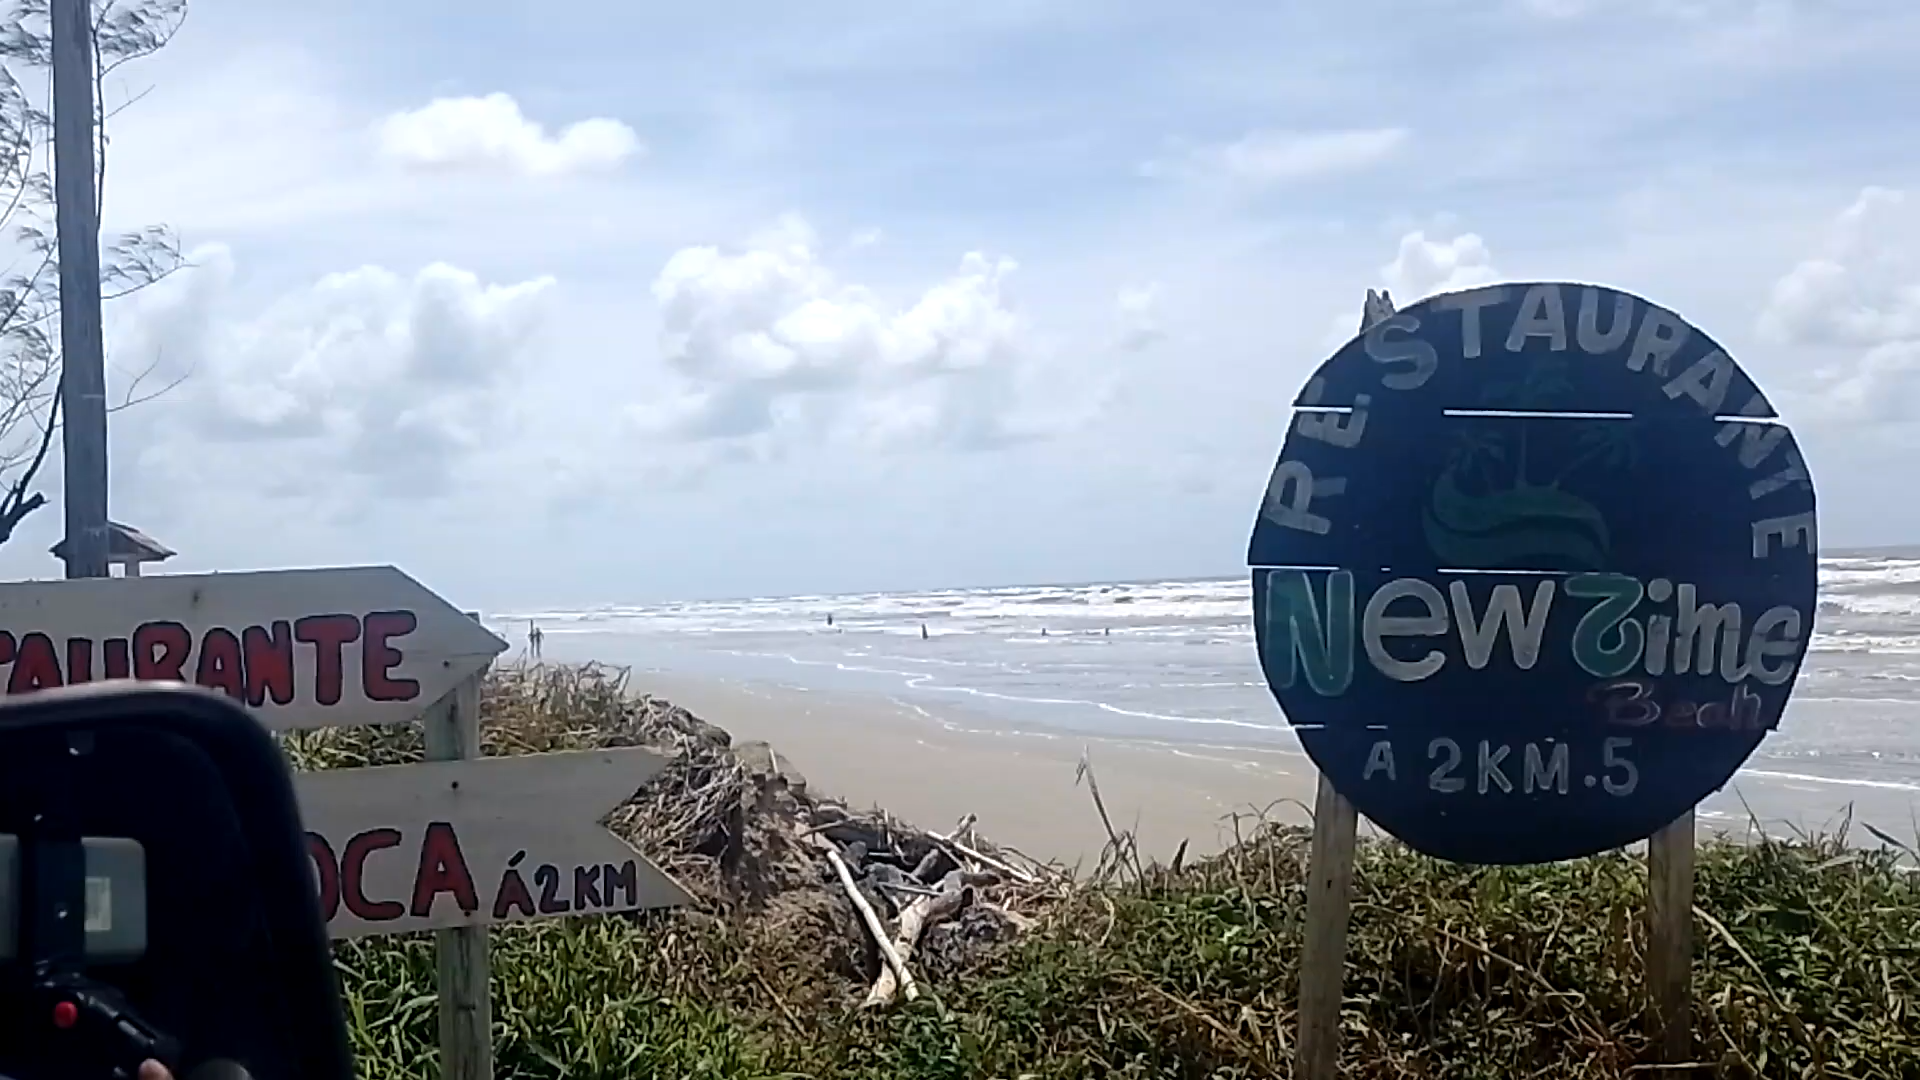 TAURANTE
OCA Á2KM
RESTAURANTE
New Time
Beach
A 2KM.5